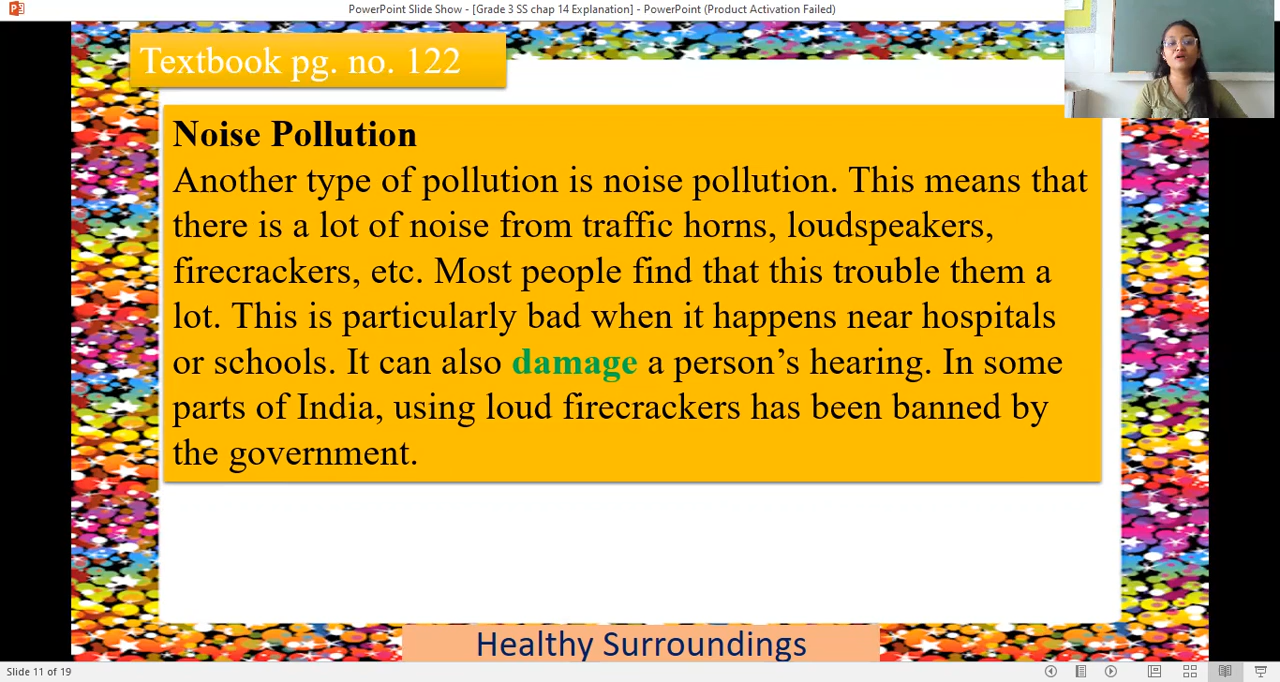 PowerPoint Slide Show - [Grade 3 SS chap 14 Explanation] - PowerPoint (Product Activation Failed)
Textbook pg. no. 122
Noise Pollution
Another type of pollution is noise pollution. This means that
there is a lot of noise from traffic horns, loudspeakers,
firecrackers, etc. Most people find that this trouble them a
lot. This is particularly bad when it happens near hospitals
or schools. It can also damage a person’s hearing. In some
parts of India, using loud firecrackers has been banned by
the government.
Healthy Surroundings
Slide 11 of 19